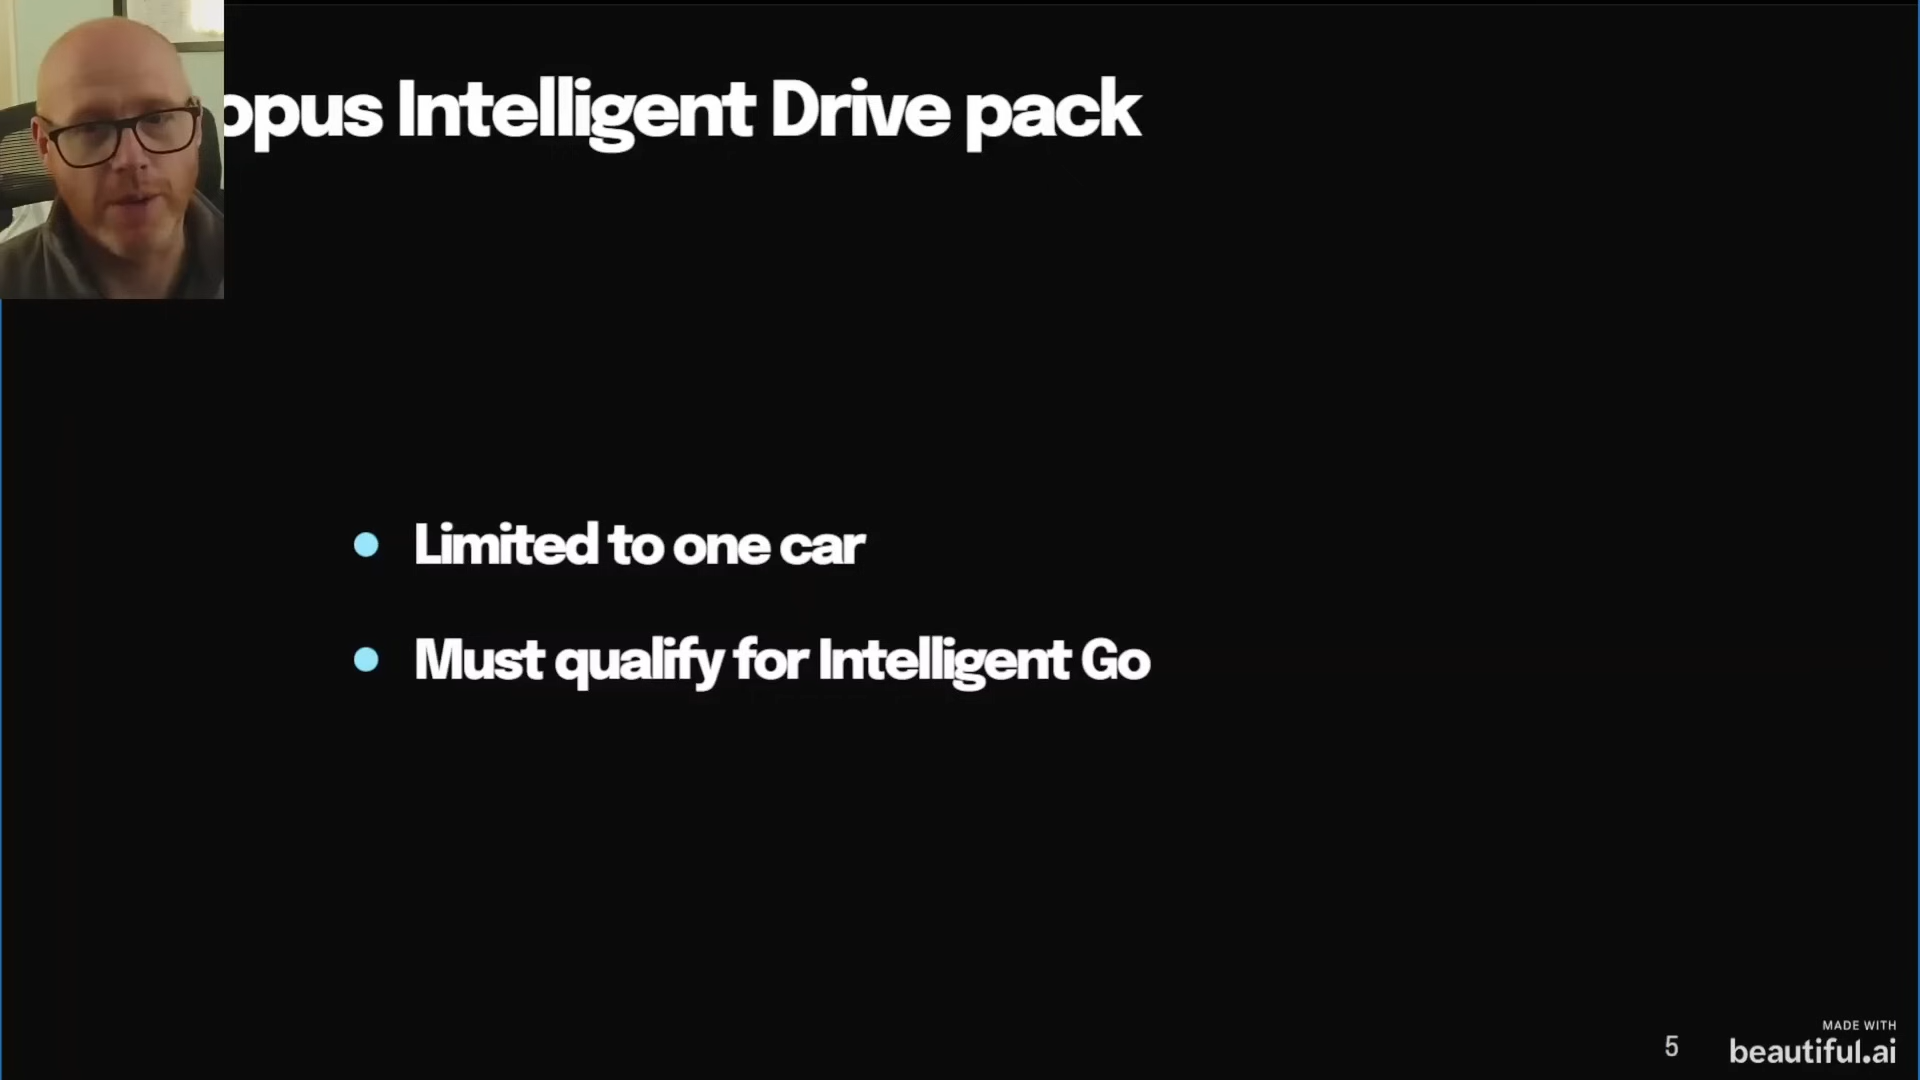 opus Intelligent Drive pack
Limited to one car
Must qualify for Intelligent Go
5
MADE WITH
beautiful.ai